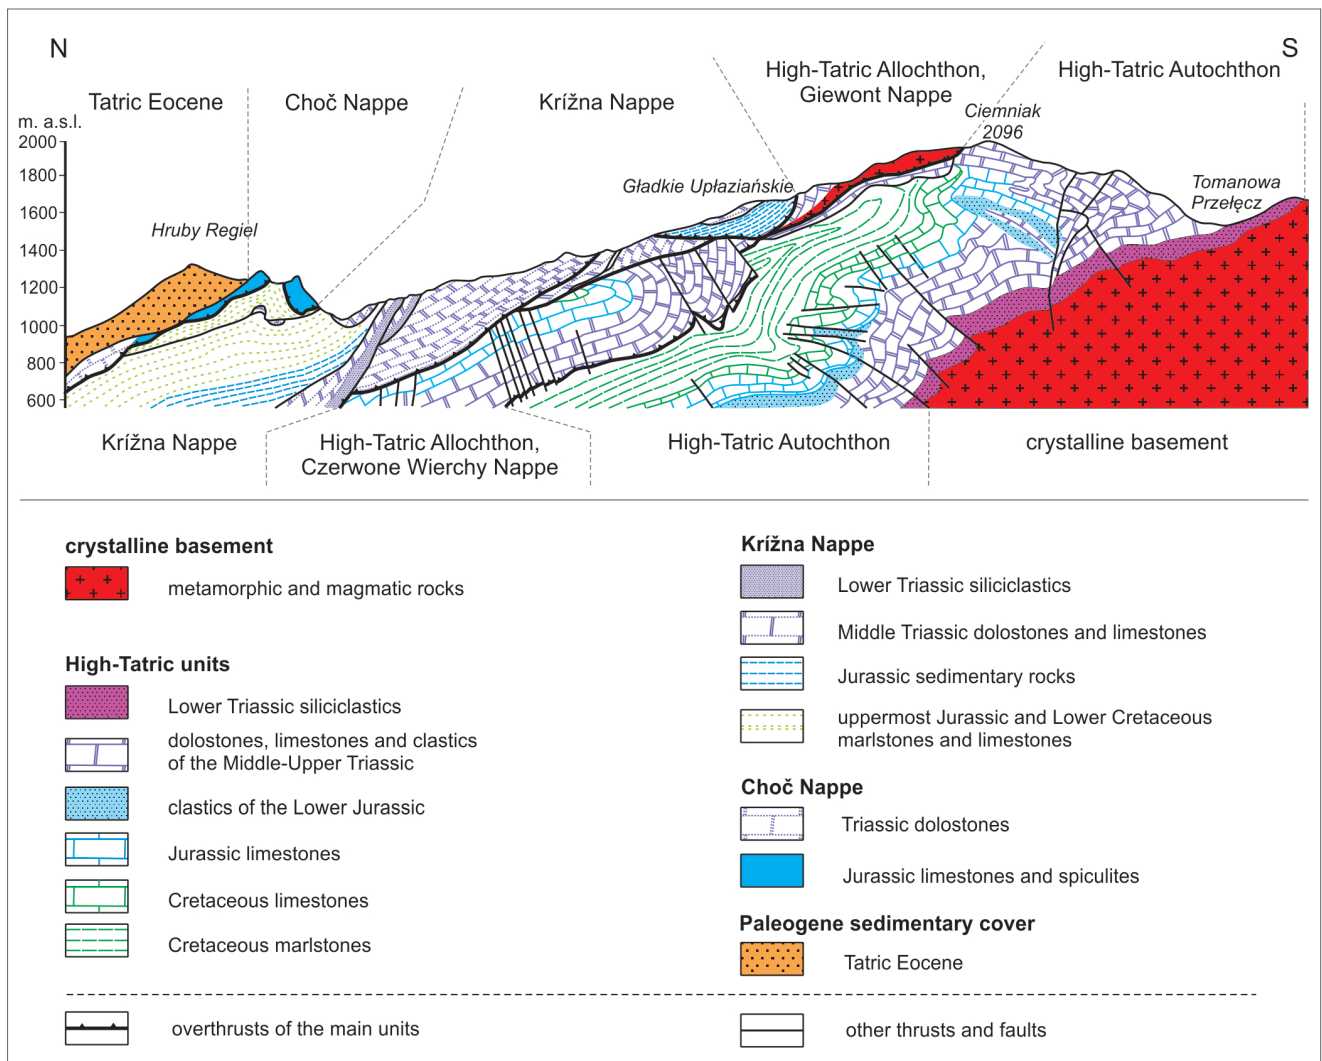 N
S
Tatric Eocene
Choč Nappe
Krížna Nappe
High-Tatric Allochthon,
Giewont Nappe
High-Tatric Autochthon
m. a.s.l.
2000
1800
1600
1400
1200
1000
800
600
Hruby Regiel
Gładkie Upłaziańskie
Ciemniak
2096
Tomanowa
Przełęcz
Krížna Nappe
High-Tatric Allochthon,
Czerwone Wierchy Nappe
High-Tatric Autochthon
crystalline basement
crystalline basement
metamorphic and magmatic rocks
High-Tatric units
Lower Triassic siliciclastics
dolostones, limestones and clastics
of the Middle-Upper Triassic
clastics of the Lower Jurassic
Jurassic limestones
Cretaceous limestones
Cretaceous marlstones
Krížna Nappe
Lower Triassic siliciclastics
Middle Triassic dolostones and limestones
Jurassic sedimentary rocks
uppermost Jurassic and Lower Cretaceous
marlstones and limestones
Choč Nappe
Triassic dolostones
Jurassic limestones and spiculites
Paleogene sedimentary cover
Tatric Eocene
overthrusts of the main units
other thrusts and faults